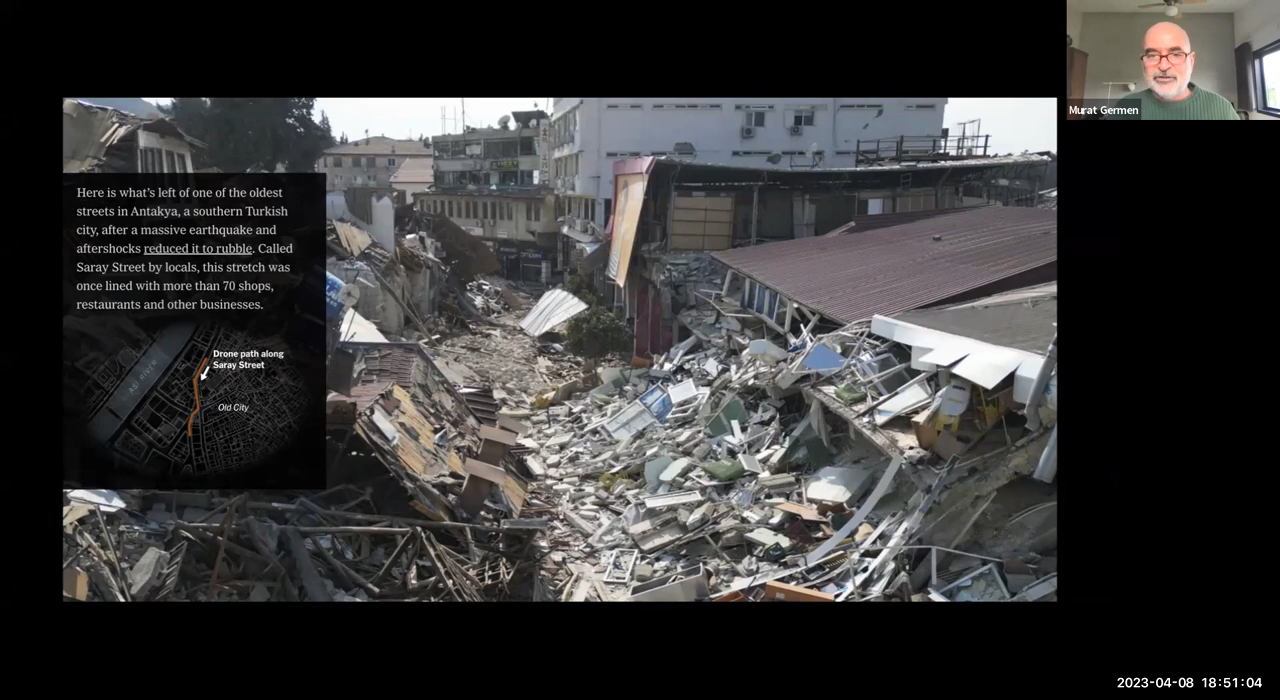 Murat Germen
Here is what's left of one of the oldest
streets in Antakya, a southern Turkish
city, after a massive earthquake and
aftershocks reduced it to rubble. Called
Saray Street by locals, this stretch was
once lined with more than 70 shops,
restaurants and other businesses.
Drone path along
Saray Street
ASI RIVER
Old City
2023-04-08 18:51:04